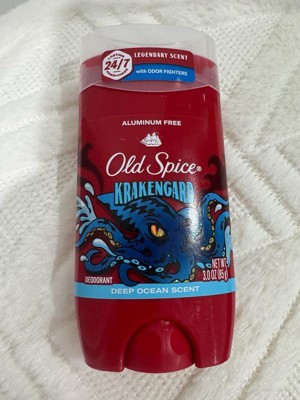 24/7
LEGENDARY SCENT
with ODOR FIGHTERS
ALUMINUM FREE
Old Spice®
KRAKENGARD
DEODORANT
NET WT
3.0 OZ (85g)
DEEP OCEAN SCENT